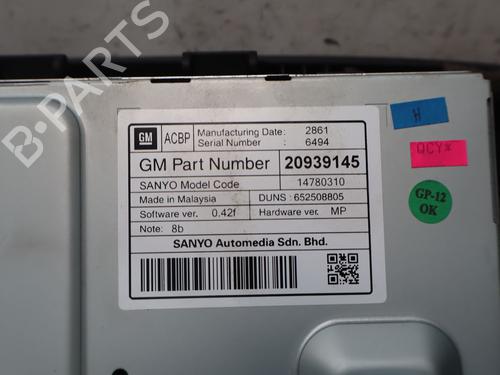 GM
ACBP
Manufacturing Date: 2861
Serial Number : 6494
GM Part Number 20939145
SANYO Model Code 14780310
Made in Malaysia DUNS : 652508805
Software ver. 0.42f Hardware ver. MP
Note: 8b
SANYO Automedia Sdn. Bhd.
H
QCY*
GP-12
OK
B-PARTS